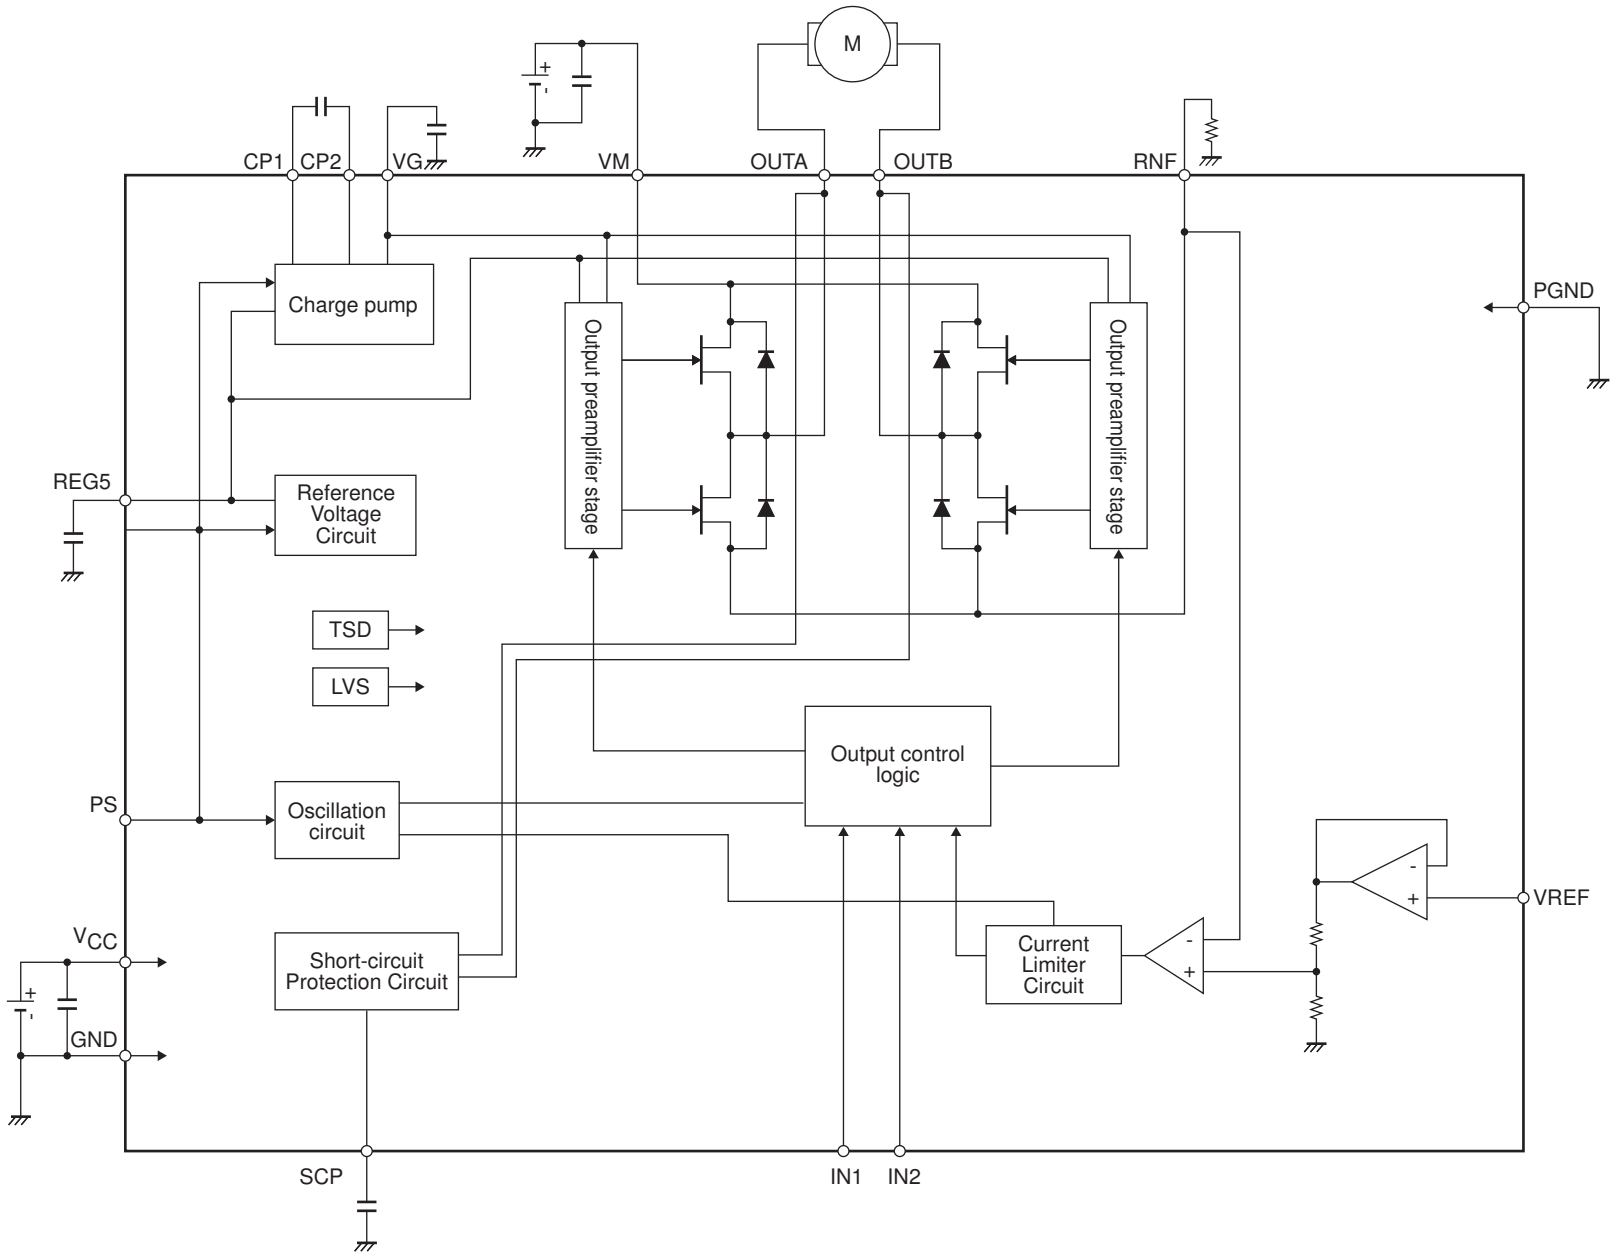 M
+
-
CP1 CP2 VG VM OUTA OUTB RNF
PGND
Charge pump
Output preamplifier stage
Output preamplifier stage
REG5
Reference
Voltage
Circuit
TSD
LVS
Output control
logic
PS
Oscillation
circuit
-
+
VREF
VCC
Short-circuit
Protection Circuit
Current
Limiter
Circuit
-
+
+
-
GND
SCP
IN1 IN2